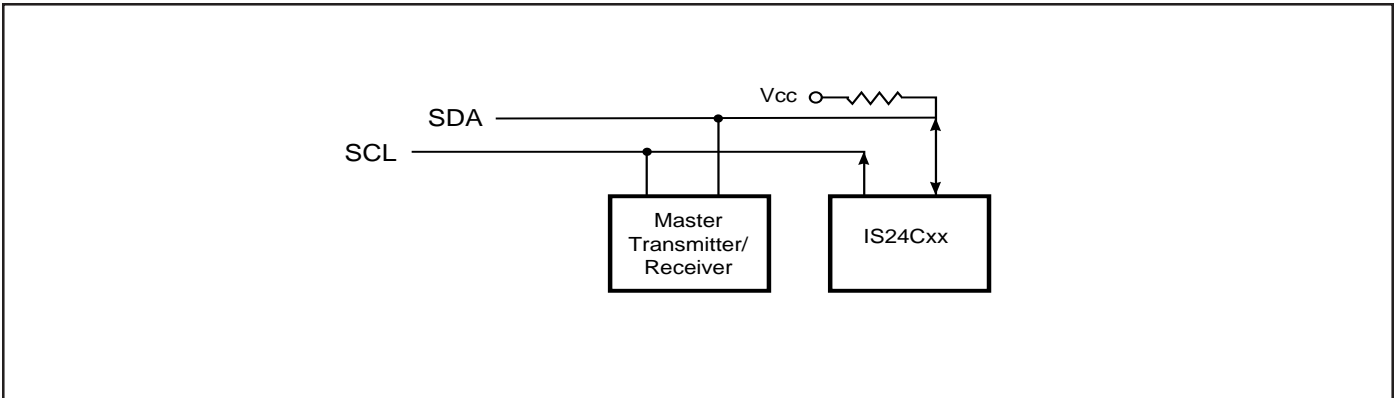 Vcc
SDA
SCL
Master
Transmitter/
Receiver
IS24Cxx